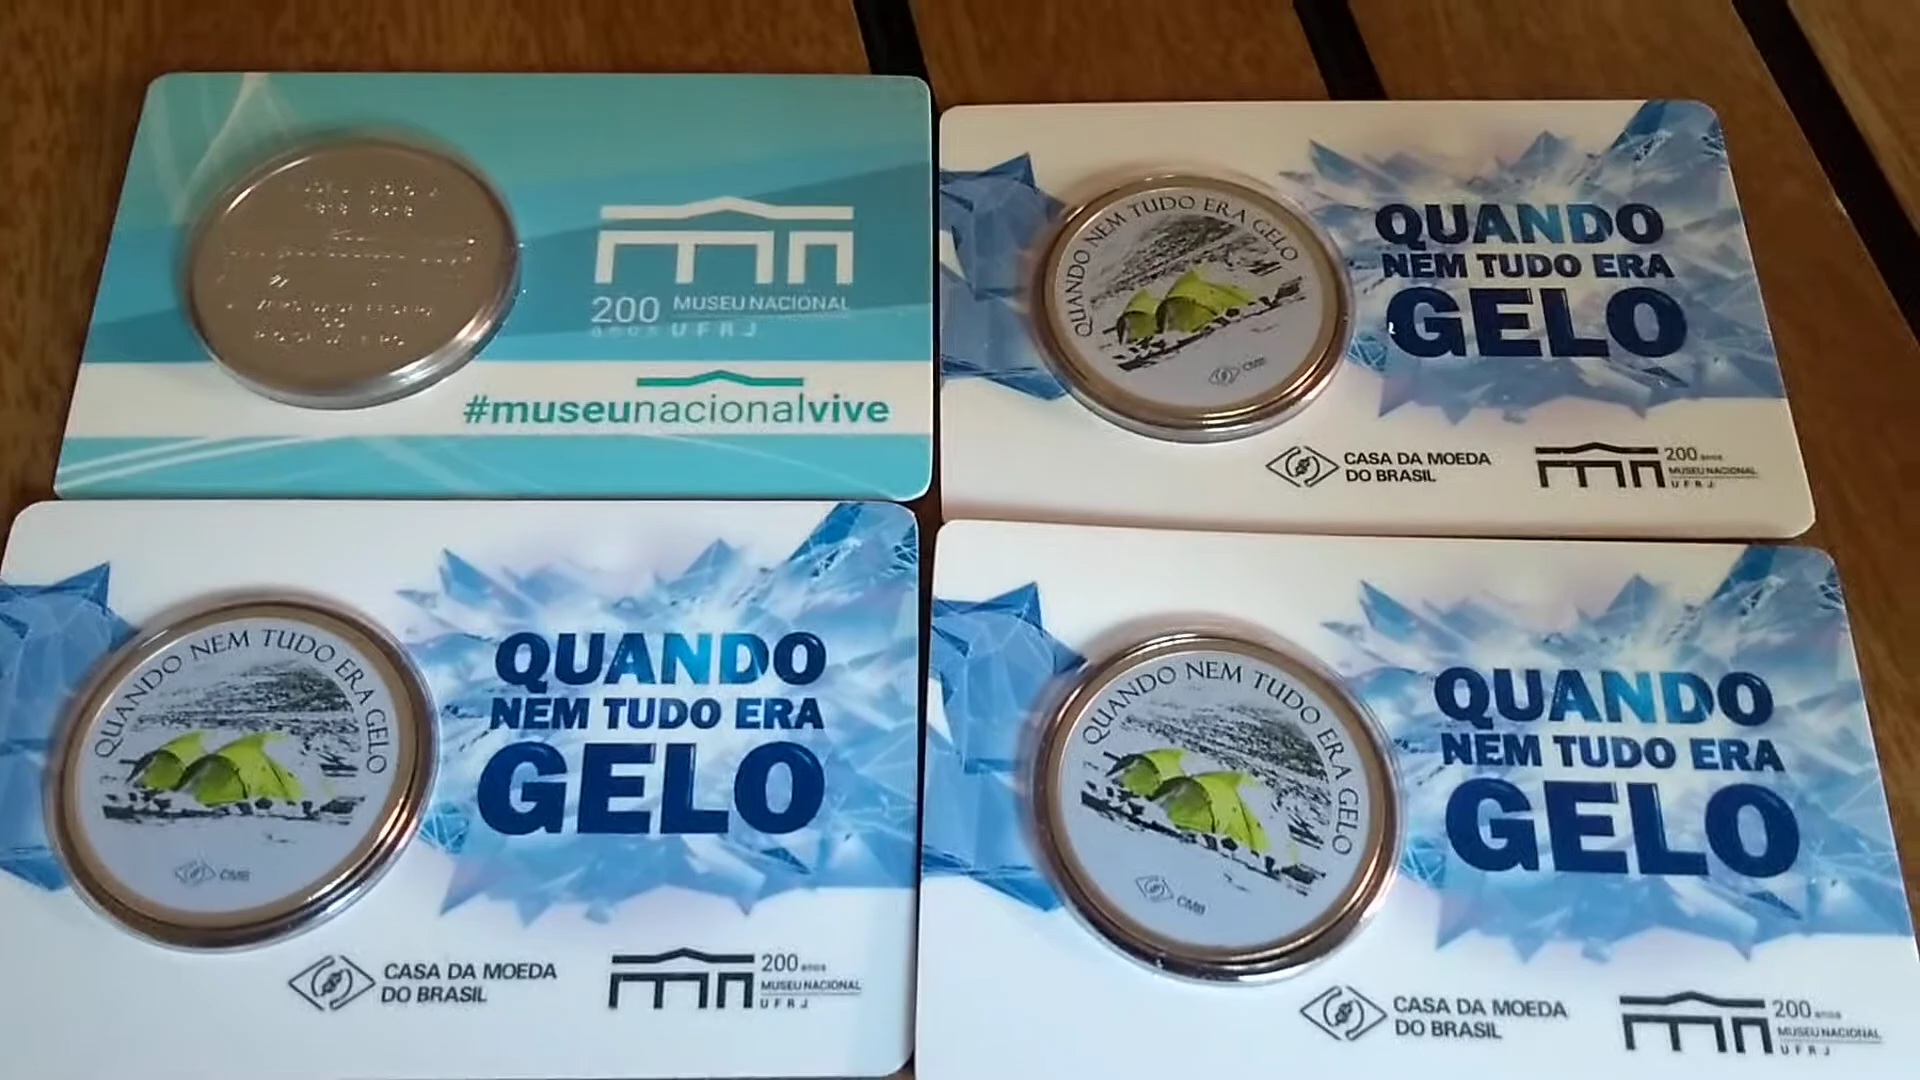 200 MUSEU NACIONAL
anos UFRJ
#museunacionalvive
QUANDO NEM TUDO ERA GELO
CMB
QUANDO
NEM TUDO ERA
GELO
CASA DA MOEDA
DO BRASIL
200 anos
MUSEU NACIONAL
UFRJ
QUANDO NEM TUDO ERA GELO
CMB
QUANDO
NEM TUDO ERA
GELO
CASA DA MOEDA
DO BRASIL
200 anos
MUSEU NACIONAL
UFRJ
QUANDO NEM TUDO ERA GELO
CMB
QUANDO
NEM TUDO ERA
GELO
CASA DA MOEDA
DO BRASIL
200 anos
MUSEU NACIONAL
UFRJ